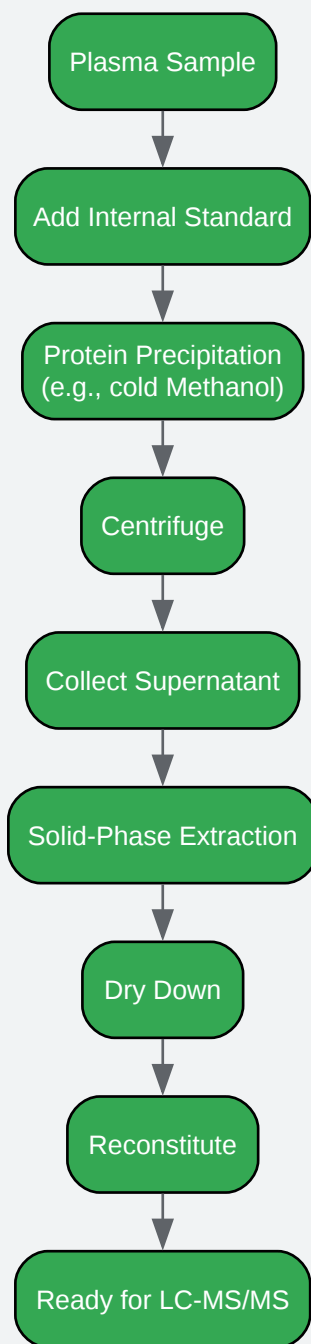 Plasma Sample
Add Internal Standard
Protein Precipitation
(e.g., cold Methanol)
Centrifuge
Collect Supernatant
Solid-Phase Extraction
Dry Down
Reconstitute
Ready for LC-MS/MS